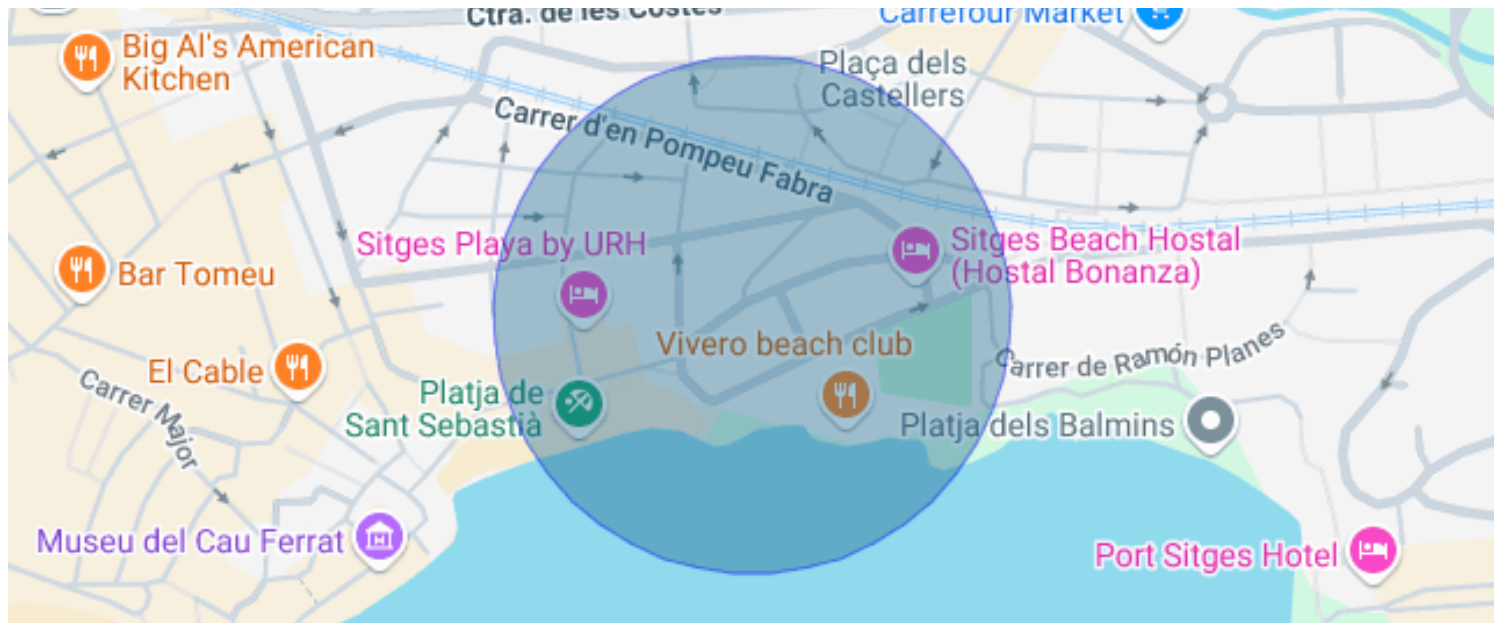 Ctra. de les Costes
Carrefour Market
Big Al's American
Kitchen
Plaça dels
Castellers
Carrer d'en Pompeu Fabra
Sitges Playa by URH
Sitges Beach Hostal
(Hostal Bonanza)
Bar Tomeu
Vivero beach club
El Cable
Carrer de Ramón Planes
Carrer Major
Platja de
Sant Sebastià
Platja dels Balmins
Museu del Cau Ferrat
Port Sitges Hotel